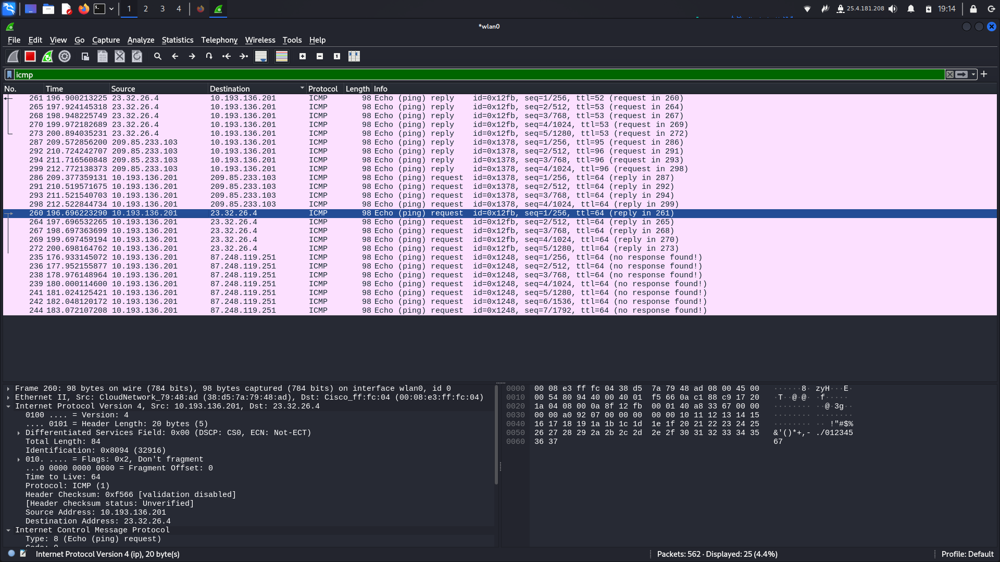 1 2 3 4 25.4.181.208 19:14
*wlan0
File Edit View Go Capture Analyze Statistics Telephony Wireless Tools Help
icmp
No. Time Source Destination Protocol Length Info
261 196.900213225 23.32.26.4 10.193.136.201 ICMP 98 Echo (ping) reply id=0x12fb, seq=1/256, ttl=52 (request in 260)
265 197.924145318 23.32.26.4 10.193.136.201 ICMP 98 Echo (ping) reply id=0x12fb, seq=2/512, ttl=53 (request in 264)
268 198.948225749 23.32.26.4 10.193.136.201 ICMP 98 Echo (ping) reply id=0x12fb, seq=3/768, ttl=53 (request in 267)
270 199.972182689 23.32.26.4 10.193.136.201 ICMP 98 Echo (ping) reply id=0x12fb, seq=4/1024, ttl=53 (request in 269)
273 200.894035231 23.32.26.4 10.193.136.201 ICMP 98 Echo (ping) reply id=0x12fb, seq=5/1280, ttl=53 (request in 272)
287 209.572856200 209.85.233.103 10.193.136.201 ICMP 98 Echo (ping) reply id=0x1378, seq=1/256, ttl=95 (request in 286)
292 210.724242707 209.85.233.103 10.193.136.201 ICMP 98 Echo (ping) reply id=0x1378, seq=2/512, ttl=96 (request in 291)
294 211.716560848 209.85.233.103 10.193.136.201 ICMP 98 Echo (ping) reply id=0x1378, seq=3/768, ttl=96 (request in 293)
299 212.772138373 209.85.233.103 10.193.136.201 ICMP 98 Echo (ping) reply id=0x1378, seq=4/1024, ttl=96 (request in 298)
286 209.377359131 10.193.136.201 209.85.233.103 ICMP 98 Echo (ping) request id=0x1378, seq=1/256, ttl=64 (reply in 287)
291 210.519571675 10.193.136.201 209.85.233.103 ICMP 98 Echo (ping) request id=0x1378, seq=2/512, ttl=64 (reply in 292)
293 211.521540703 10.193.136.201 209.85.233.103 ICMP 98 Echo (ping) request id=0x1378, seq=3/768, ttl=64 (reply in 294)
298 212.522844734 10.193.136.201 209.85.233.103 ICMP 98 Echo (ping) request id=0x1378, seq=4/1024, ttl=64 (reply in 299)
260 196.696223290 10.193.136.201 23.32.26.4 ICMP 98 Echo (ping) request id=0x12fb, seq=1/256, ttl=64 (reply in 261)
264 197.696532265 10.193.136.201 23.32.26.4 ICMP 98 Echo (ping) request id=0x12fb, seq=2/512, ttl=64 (reply in 265)
267 198.697363699 10.193.136.201 23.32.26.4 ICMP 98 Echo (ping) request id=0x12fb, seq=3/768, ttl=64 (reply in 268)
269 199.697459194 10.193.136.201 23.32.26.4 ICMP 98 Echo (ping) request id=0x12fb, seq=4/1024, ttl=64 (reply in 270)
272 200.698164762 10.193.136.201 23.32.26.4 ICMP 98 Echo (ping) request id=0x12fb, seq=5/1280, ttl=64 (reply in 273)
235 176.933145072 10.193.136.201 87.248.119.251 ICMP 98 Echo (ping) request id=0x1248, seq=1/256, ttl=64 (no response found!)
236 177.952155877 10.193.136.201 87.248.119.251 ICMP 98 Echo (ping) request id=0x1248, seq=2/512, ttl=64 (no response found!)
238 178.976148964 10.193.136.201 87.248.119.251 ICMP 98 Echo (ping) request id=0x1248, seq=3/768, ttl=64 (no response found!)
239 180.000114600 10.193.136.201 87.248.119.251 ICMP 98 Echo (ping) request id=0x1248, seq=4/1024, ttl=64 (no response found!)
241 181.024125421 10.193.136.201 87.248.119.251 ICMP 98 Echo (ping) request id=0x1248, seq=5/1280, ttl=64 (no response found!)
242 182.048120172 10.193.136.201 87.248.119.251 ICMP 98 Echo (ping) request id=0x1248, seq=6/1536, ttl=64 (no response found!)
244 183.072107208 10.193.136.201 87.248.119.251 ICMP 98 Echo (ping) request id=0x1248, seq=7/1792, ttl=64 (no response found!)
Frame 260: 98 bytes on wire (784 bits), 98 bytes captured (784 bits) on interface wlan0, id 0
Ethernet II, Src: CloudNetwork_79:48:ad (38:d5:7a:79:48:ad), Dst: Cisco_ff:fc:04 (00:08:e3:ff:fc:04)
Internet Protocol Version 4, Src: 10.193.136.201, Dst: 23.32.26.4
0100 .... = Version: 4
.... 0101 = Header Length: 20 bytes (5)
Differentiated Services Field: 0x00 (DSCP: CS0, ECN: Not-ECT)
Total Length: 84
Identification: 0x8094 (32916)
010. .... = Flags: 0x2, Don't fragment
...0 0000 0000 0000 = Fragment Offset: 0
Time to Live: 64
Protocol: ICMP (1)
Header Checksum: 0xf566 [validation disabled]
[Header checksum status: Unverified]
Source Address: 10.193.136.201
Destination Address: 23.32.26.4
Internet Control Message Protocol
Type: 8 (Echo (ping) request)
0000 00 08 e3 ff fc 04 38 d5 7a 79 48 ad 08 00 45 00 ······8· zyH···E·
0010 00 54 80 94 40 00 40 01 f5 66 0a c1 88 c9 17 20 ·T··@·@· ·f·····
0020 1a 04 08 00 0a 8f 12 fb 00 01 40 a8 33 67 00 00 ········ ··@·3g··
0030 00 00 a0 92 07 00 00 00 00 00 10 11 12 13 14 15 ········ ········
0040 16 17 18 19 1a 1b 1c 1d 1e 1f 20 21 22 23 24 25 ········ ·· !"#$%
0050 26 27 28 29 2a 2b 2c 2d 2e 2f 30 31 32 33 34 35 &'()*+,- ./012345
0060 36 37 67
Internet Protocol Version 4 (ip), 20 byte(s) Packets: 562 · Displayed: 25 (4.4%) Profile: Default